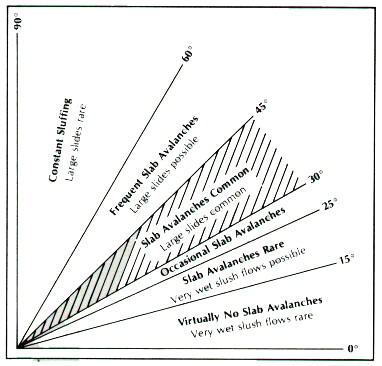 90°
60°
Constant Sluffing
Large slides rare
45°
Frequent Slab Avalanches
Large slides possible
Slab Avalanches Common
Large slides common
30°
Occasional Slab Avalanches
25°
Slab Avalanches Rare
Very wet slush flows possible
15°
Virtually No Slab Avalanches
Very wet slush flows rare
0°